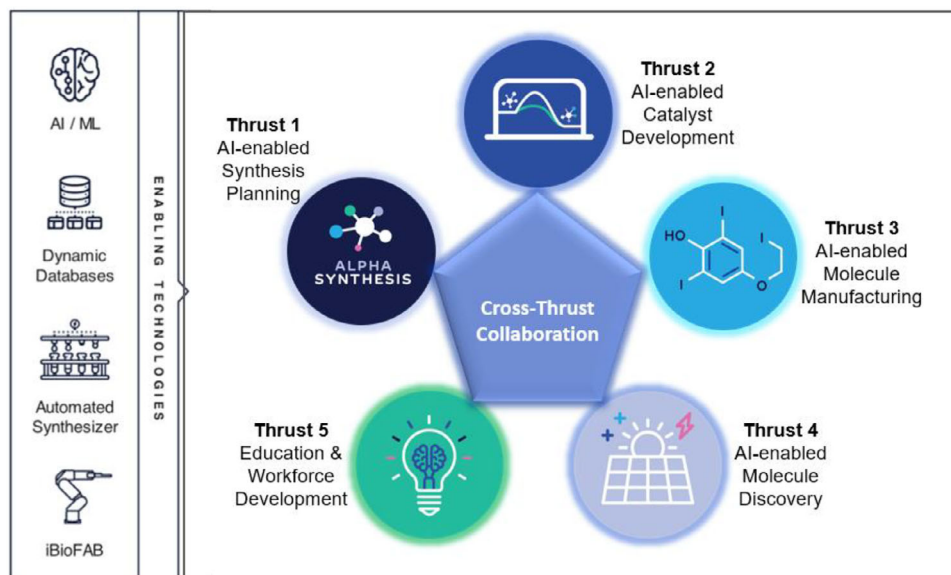 AI / ML
Dynamic
Databases
Automated
Synthesizer
iBioFAB
ENABLING TECHNOLOGIES
Thrust 1
AI-enabled
Synthesis
Planning
ALPHA
SYNTHESIS
Thrust 2
AI-enabled
Catalyst
Development
Thrust 3
AI-enabled
Molecule
Manufacturing
I
HO
I
I
O
Cross-Thrust
Collaboration
Thrust 5
Education &
Workforce
Development
Thrust 4
AI-enabled
Molecule
Discovery